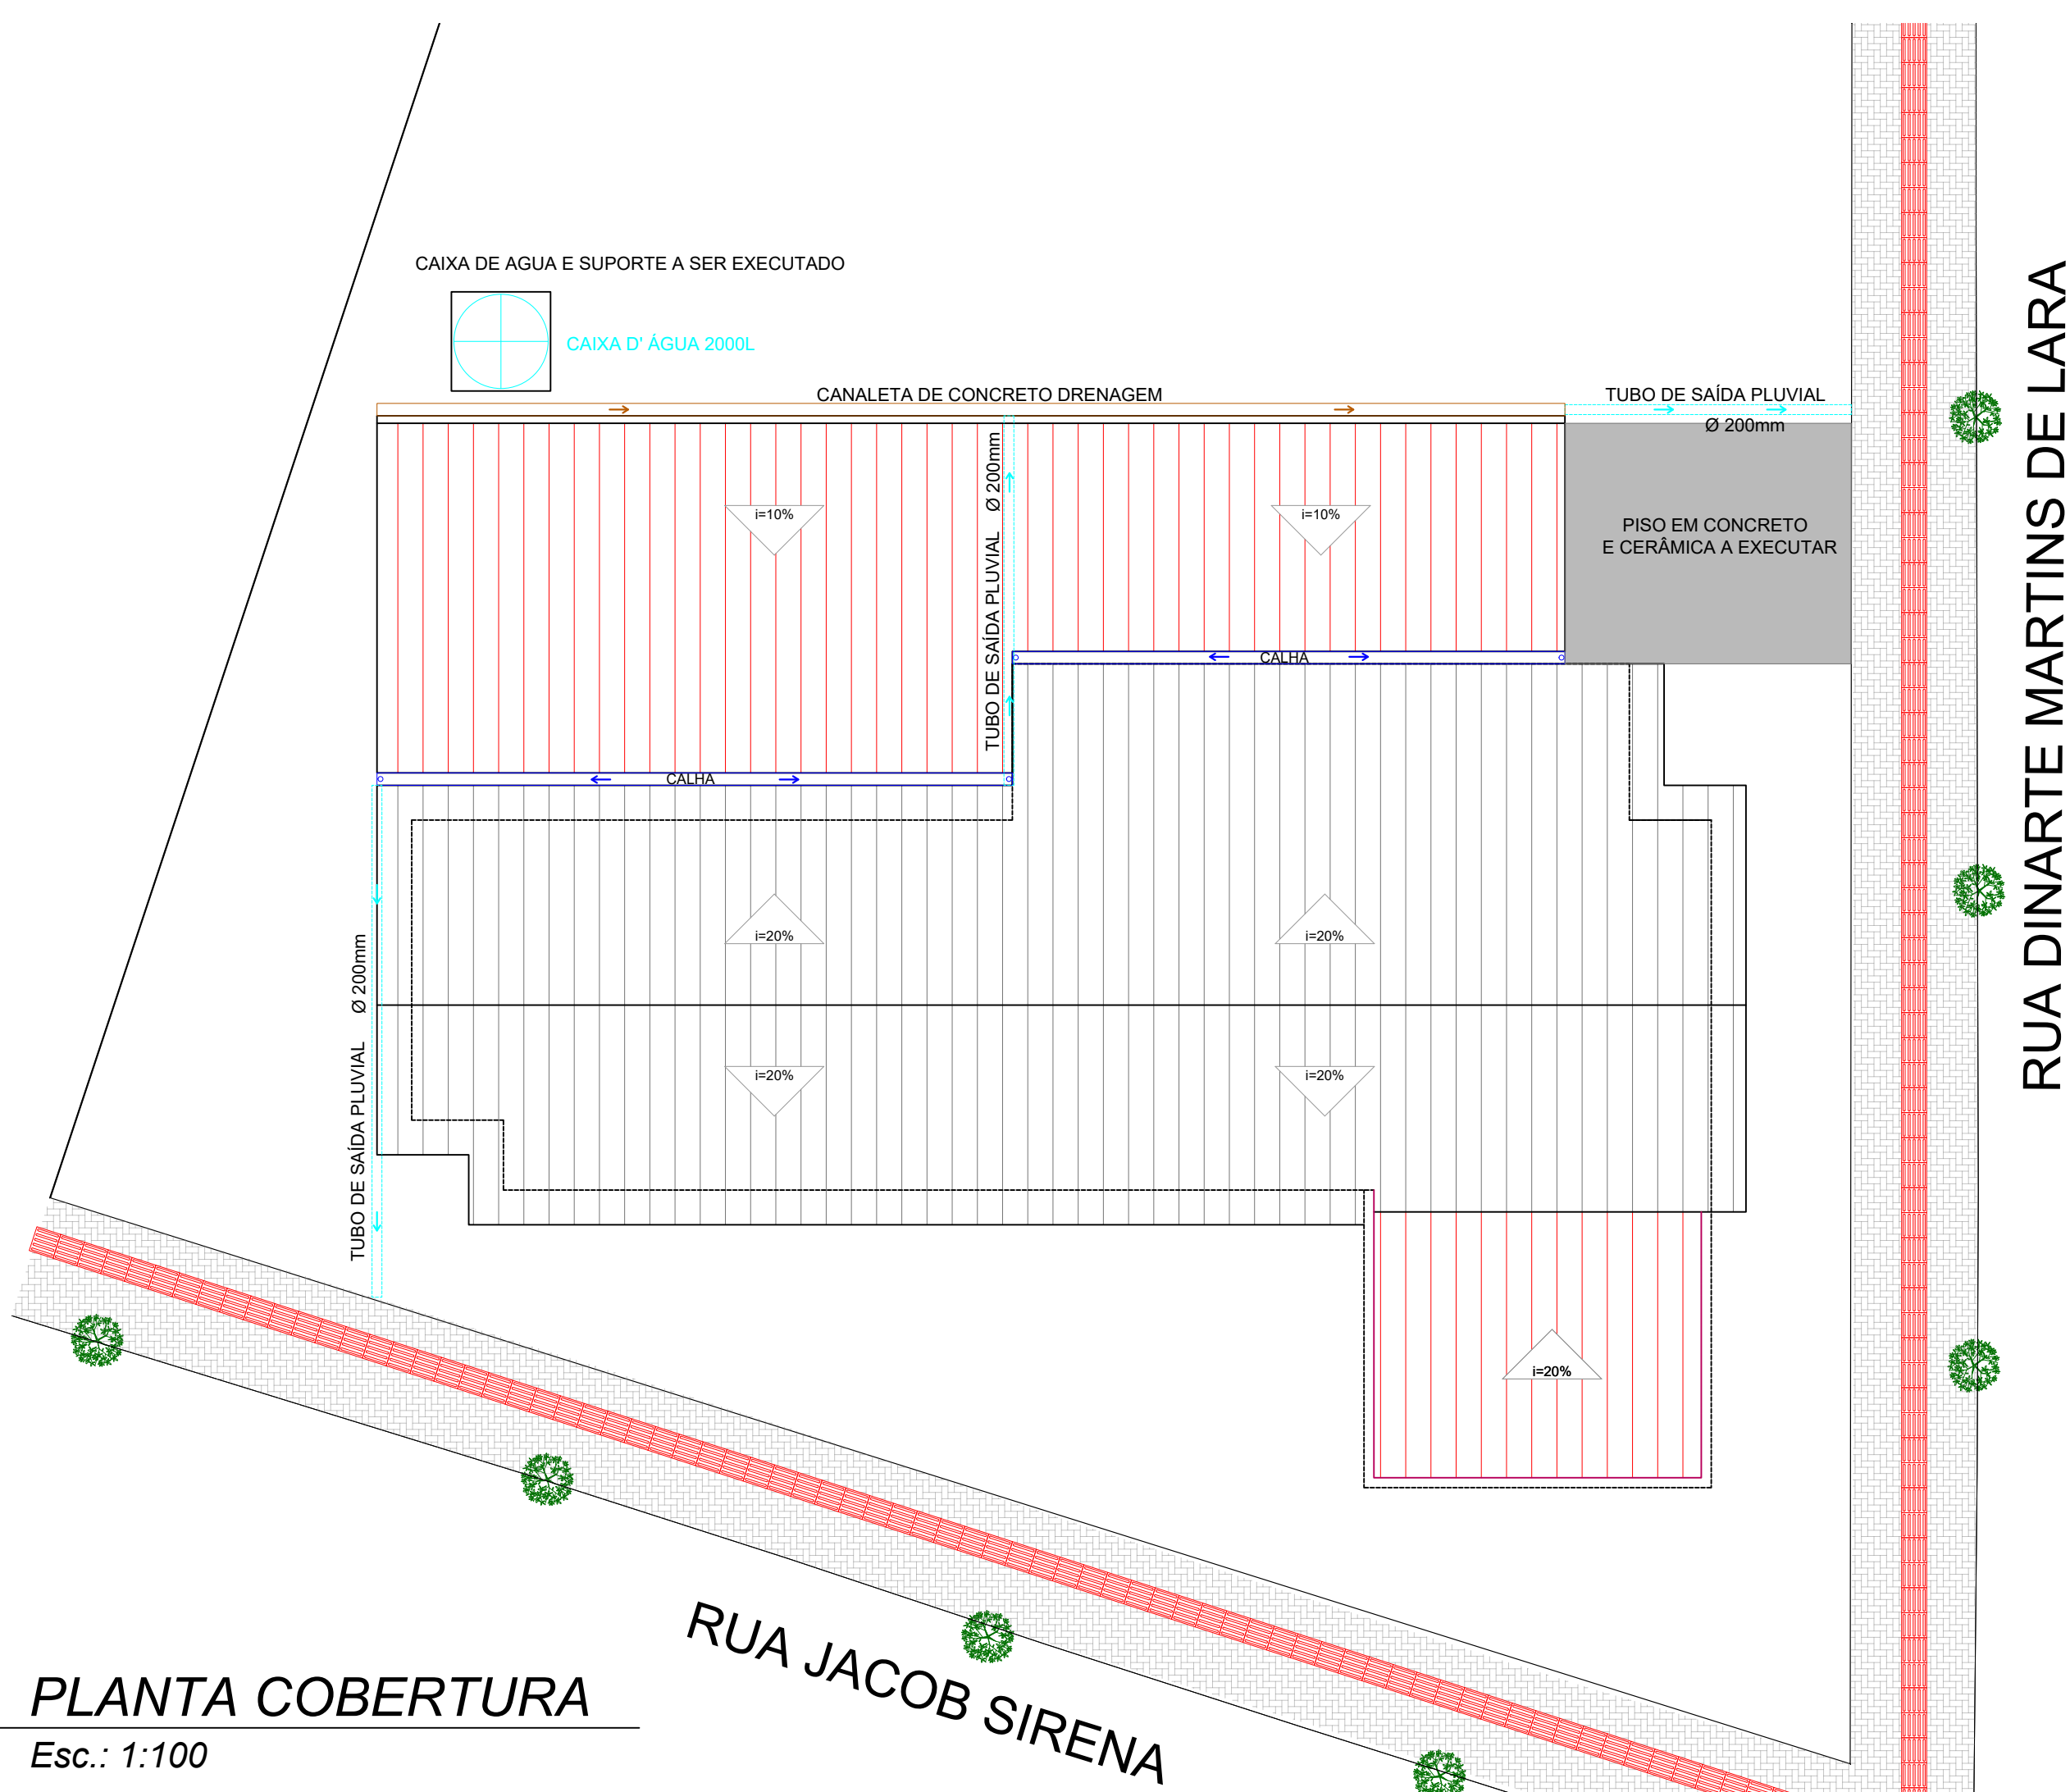 CAIXA DE AGUA E SUPORTE A SER EXECUTADO
CAIXA D' ÁGUA 2000L
CANALETA DE CONCRETO DRENAGEM
TUBO DE SAÍDA PLUVIAL
Ø 200mm
TUBO DE SAÍDA PLUVIAL Ø 200mm
i=10%
i=10%
PISO EM CONCRETO
E CERÂMICA A EXECUTAR
CALHA
CALHA
RUA DINARTE MARTINS DE LARA
i=20%
i=20%
TUBO DE SAÍDA PLUVIAL Ø 200mm
i=20%
i=20%
i=20%
RUA JACOB SIRENA
PLANTA COBERTURA
Esc.: 1:100